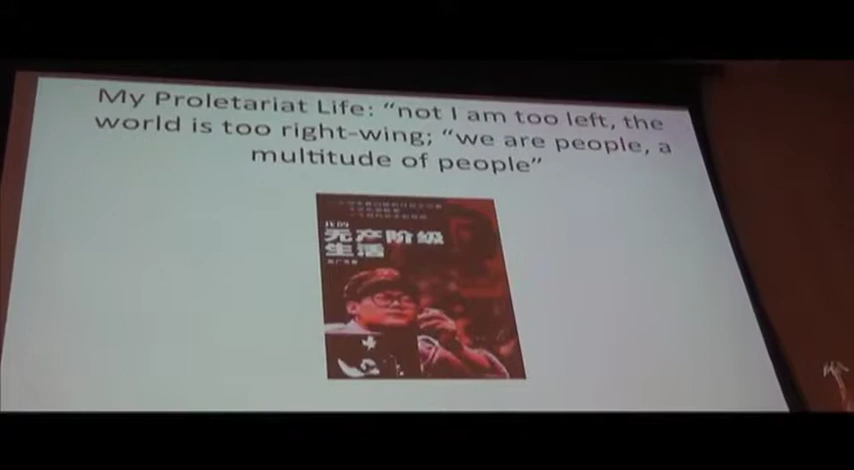 My Proletariat Life: “not I am too left, the
world is too right-wing; “we are people, a
multitude of people”
我的
无产阶级
生活